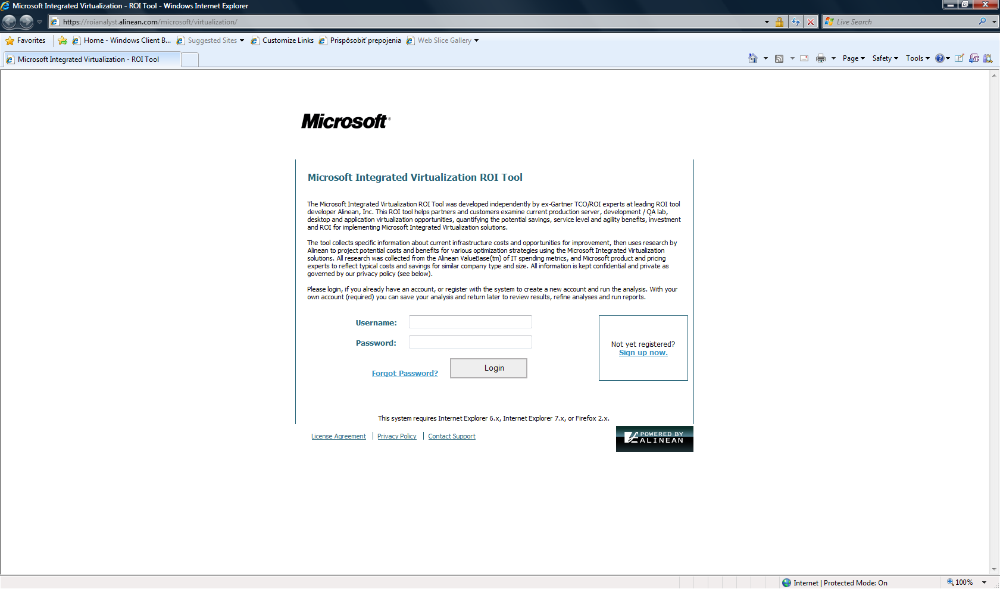 Microsoft Integrated Virtualization - ROI Tool - Windows Internet Explorer
https://roianalyst.alinean.com/microsoft/virtualization/
Live Search
Favorites
Home - Windows Client B...
Suggested Sites
Customize Links
Prispôsobiť prepojenia
Web Slice Gallery
Microsoft Integrated Virtualization - ROI Tool
Page
Safety
Tools
Microsoft®
Microsoft Integrated Virtualization ROI Tool
The Microsoft Integrated Virtualization ROI Tool was developed independently by ex-Gartner TCO/ROI experts at leading ROI tool
developer Alinean, Inc. This ROI tool helps partners and customers examine current production server, development / QA lab,
desktop and application virtualization opportunities, quantifying the potential savings, service level and agility benefits, investment
and ROI for implementing Microsoft Integrated Virtualization solutions.
The tool collects specific information about current infrastructure costs and opportunities for improvement, then uses research by
Alinean to project potential costs and benefits for various optimization strategies using the Microsoft Integrated Virtualization
solutions. All research was collected from the Alinean ValueBase(tm) of IT spending metrics, and Microsoft product and pricing
experts to reflect typical costs and savings for similar company type and size. All information is kept confidential and private as
governed by our privacy policy (see below).
Please login, if you already have an account, or register with the system to create a new account and run the analysis. With your
own account (required) you can save your analysis and return later to review results, refine analyses and run reports.
Username:
Password:
Forgot Password?
Login
Not yet registered?
Sign up now.
This system requires Internet Explorer 6.x, Internet Explorer 7.x, or Firefox 2.x.
License Agreement
Privacy Policy
Contact Support
POWERED BY
ALINEAN
Internet | Protected Mode: On
100%